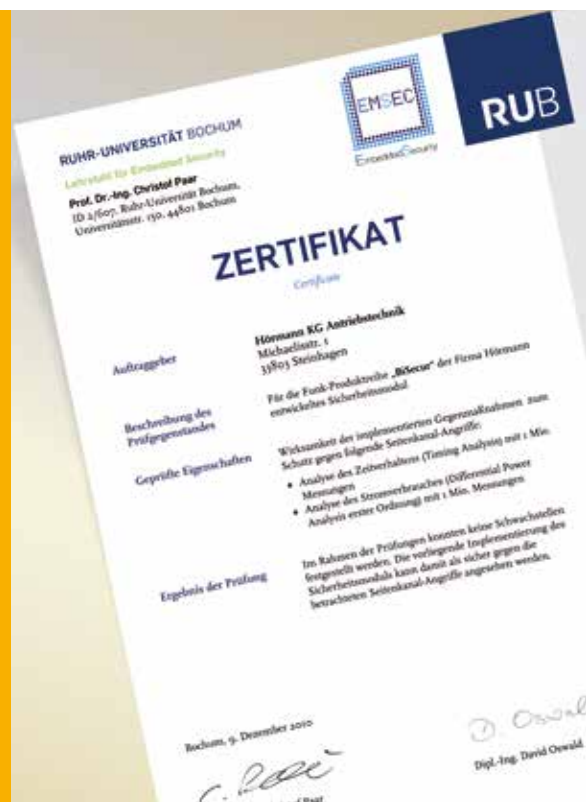 EMSEC
EmbeddedSecurity
RUB
RUHR-UNIVERSITÄT BOCHUM
Lehrstuhl für Embedded Security
Prof. Dr.-Ing. Christof Paar
ID 2/607, Ruhr-Universität Bochum,
Universitätsstr. 150, 44801 Bochum
ZERTIFIKAT
Certificate
Auftraggeber
Hörmann KG Antriebstechnik
Michaelisstr. 1
33803 Steinhagen
Beschreibung des
Prüfgegenstandes
Für die Funk-Produktreihe „BiSecur“ der Firma Hörmann
entwickeltes Sicherheitsmodul
Geprüfte Eigenschaften
Wirksamkeit der implementierten Gegenmaßnahmen zum
Schutz gegen folgende Seitenkanal-Angriffe:
• Analyse des Zeitverhaltens (Timing Analysis) mit 1 Mio.
Messungen
• Analyse des Stromverbrauches (Differential Power
Analysis erster Ordnung) mit 1 Mio. Messungen
Ergebnis der Prüfung
Im Rahmen der Prüfungen konnten keine Schwachstellen
festgestellt werden. Die vorliegende Implementierung des
Sicherheitsmoduls kann damit als sicher gegen die
betrachteten Seitenkanal-Angriffe angesehen werden.
Bochum, 9. Dezember 2010
D. Oswald
Dipl.-Ing. David Oswald
Paar